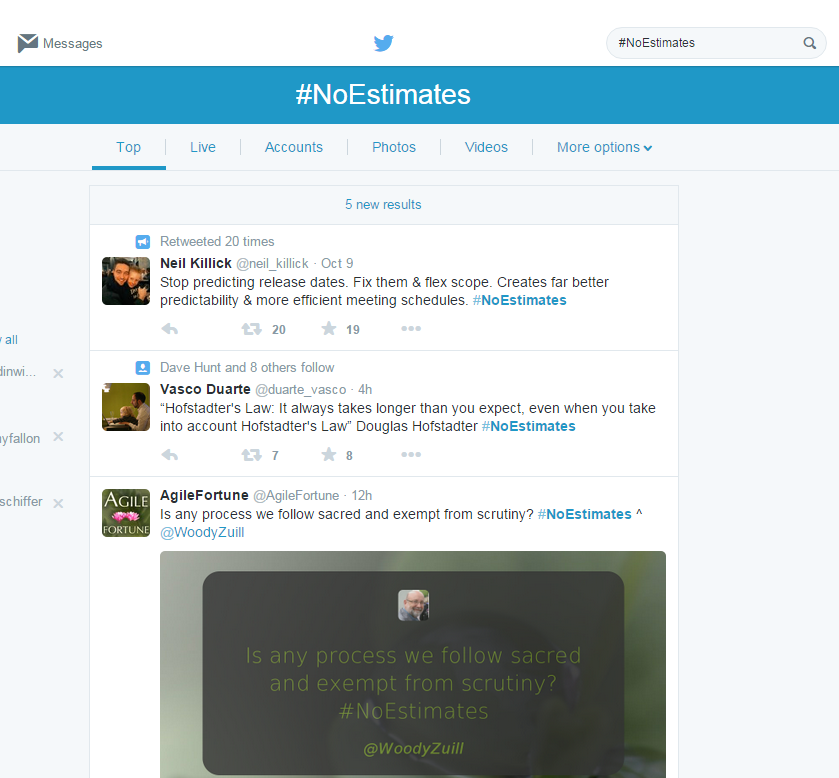 Messages
#NoEstimates
#NoEstimates
Top
Live
Accounts
Photos
Videos
More options
5 new results
Retweeted 20 times
Neil Killick @neil_killick · Oct 9
Stop predicting release dates. Fix them & flex scope. Creates far better
predictability & more efficient meeting schedules. #NoEstimates
20
19
all
Dave Hunt and 8 others follow
dinwi...
Vasco Duarte @duarte_vasco · 4h
“Hofstadter's Law: It always takes longer than you expect, even when you take
into account Hofstadter's Law” Douglas Hofstadter #NoEstimates
yfallon
7
8
schiffer
AGILE
FORTUNE
AgileFortune @AgileFortune · 12h
Is any process we follow sacred and exempt from scrutiny? #NoEstimates ^
@WoodyZuill
Is any process we follow sacred
and exempt from scrutiny?
#NoEstimates
@WoodyZuill